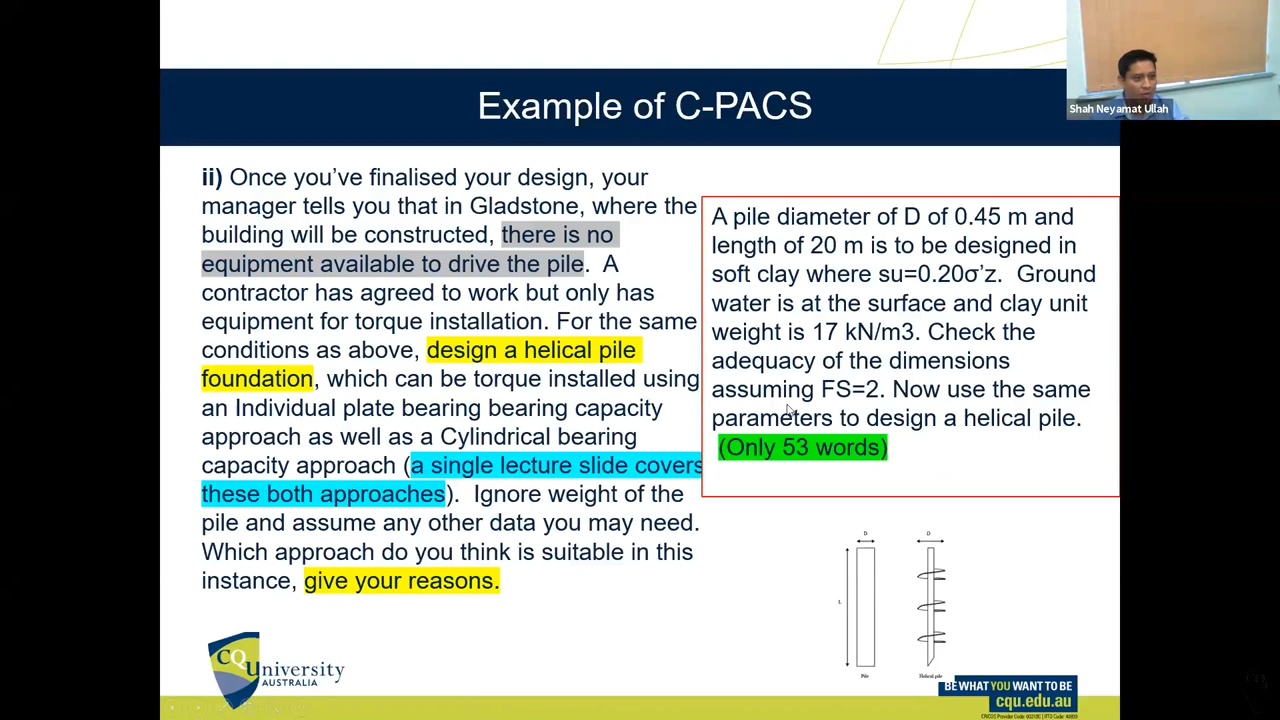 Example of C-PACS
Shah Neyamat Ullah
ii) Once you've finalised your design, your
manager tells you that in Gladstone, where the
building will be constructed, there is no
equipment available to drive the pile. A
contractor has agreed to work but only has
equipment for torque installation. For the same
conditions as above, design a helical pile
foundation, which can be torque installed using
an Individual plate bearing bearing capacity
approach as well as a Cylindrical bearing
capacity approach (a single lecture slide covers
these both approaches). Ignore weight of the
pile and assume any other data you may need.
Which approach do you think is suitable in this
instance, give your reasons.
A pile diameter of D of 0.45 m and
length of 20 m is to be designed in
soft clay where su=0.20σ'z. Ground
water is at the surface and clay unit
weight is 17 kN/m3. Check the
adequacy of the dimensions
assuming FS=2. Now use the same
parameters to design a helical pile.
(Only 53 words)
D
D
L
Pile
Helical pile
CQUniversity
AUSTRALIA
BE WHAT YOU WANT TO BE
cqu.edu.au